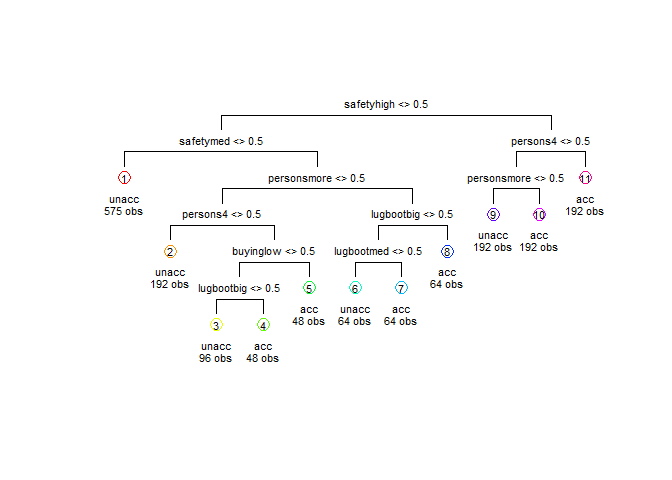 safetyhigh <> 0.5
safetymed <> 0.5
persons4 <> 0.5
1
unacc
575 obs
personsmore <> 0.5
personsmore <> 0.5
11
acc
192 obs
persons4 <> 0.5
lugbootbig <> 0.5
9
unacc
192 obs
10
acc
192 obs
2
unacc
192 obs
buyinglow <> 0.5
lugbootmed <> 0.5
8
acc
64 obs
lugbootbig <> 0.5
5
acc
48 obs
6
unacc
64 obs
7
acc
64 obs
3
unacc
96 obs
4
acc
48 obs